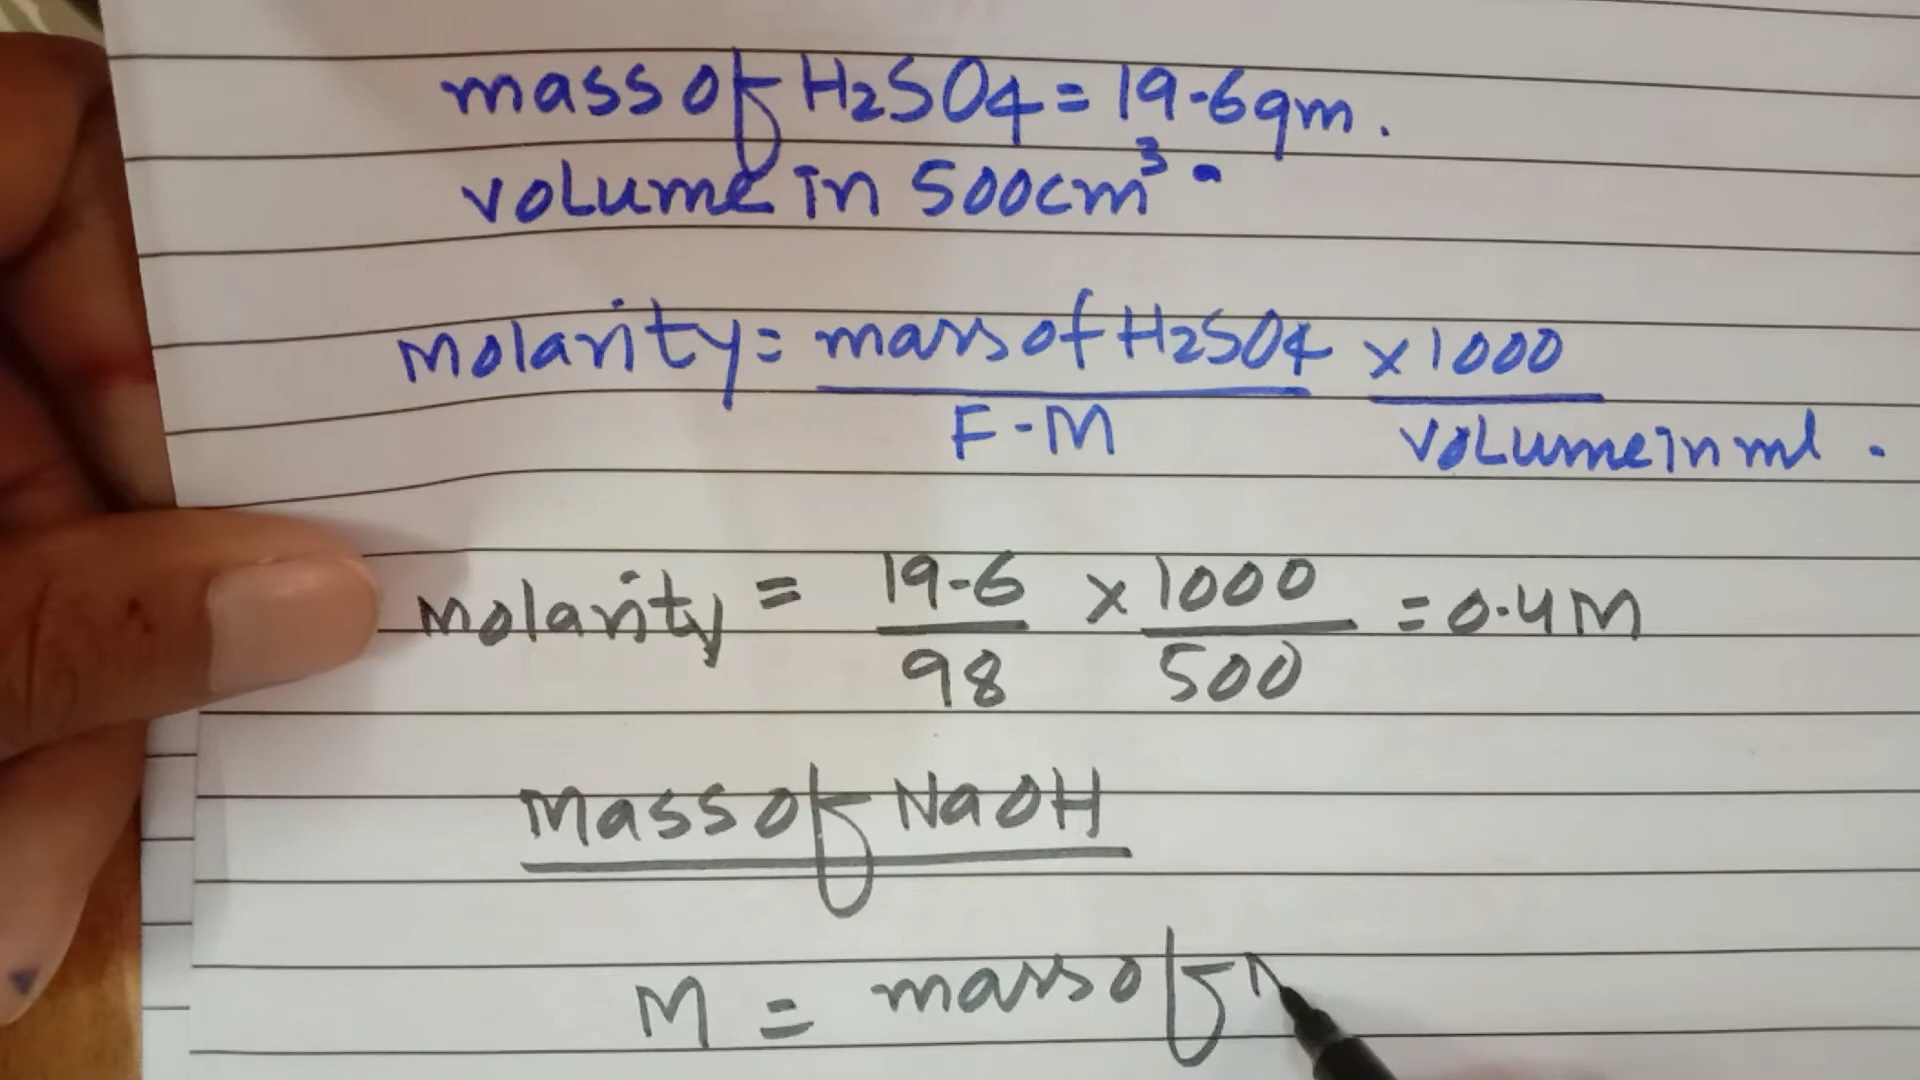 mass of H2SO4 = 19.6gm.
volume in 500cm³.
molarity = mass of H2SO4 × 1000
F.M volume in ml.
molarity = 19.6 × 1000 = 0.4M
98 500
Mass of NaOH
M = mass of N